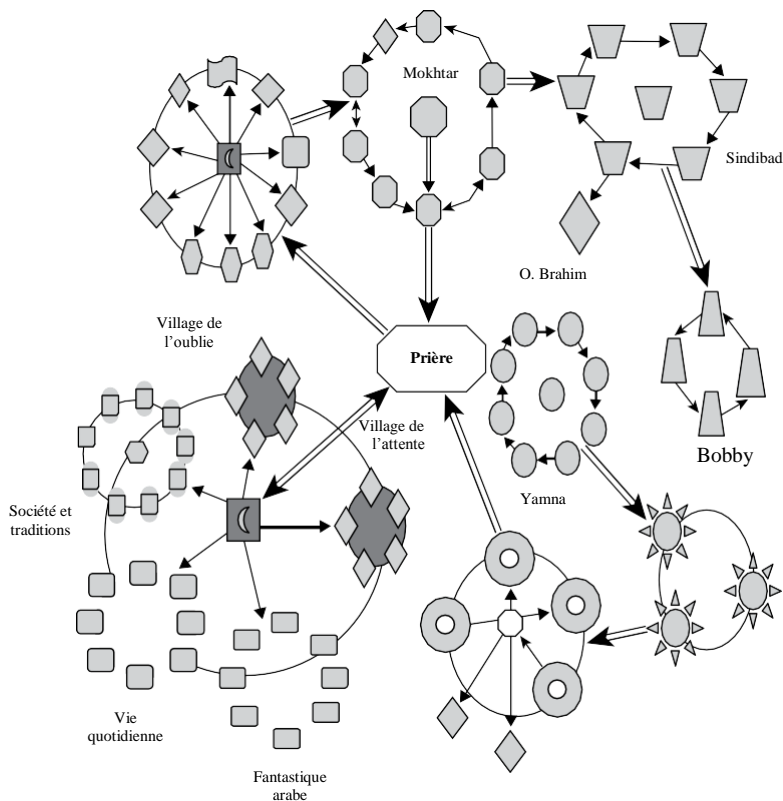 Mokhtar
Sindibad
O. Brahim
Village de
l’oublie
Prière
Village de
l’attente
Bobby
Yamna
Société et
traditions
Vie
quotidienne
Fantastique
arabe